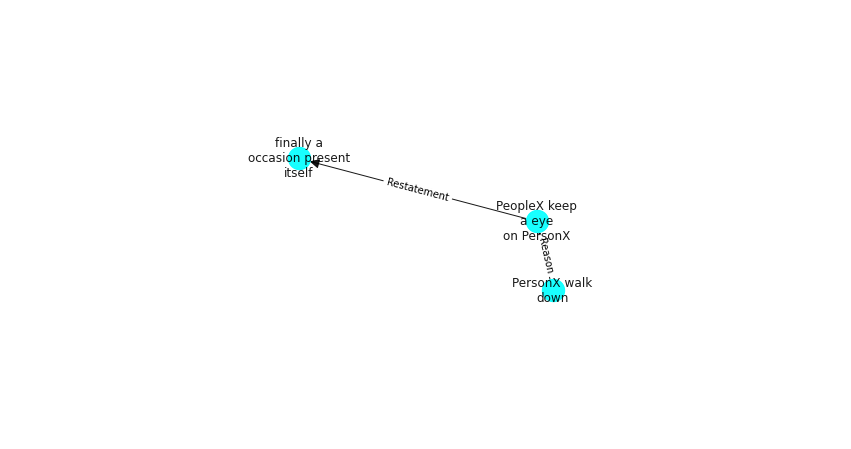 finally a
occasion present
itself
Restatement
PeopleX keep
a eye
on PersonX
Reason
PersonX walk
down